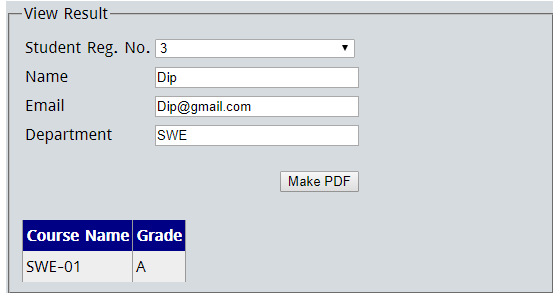 View Result
Student Reg. No. 3
Name Dip
Email Dip@gmail.com
Department SWE
Make PDF
Course Name Grade
SWE-01 A